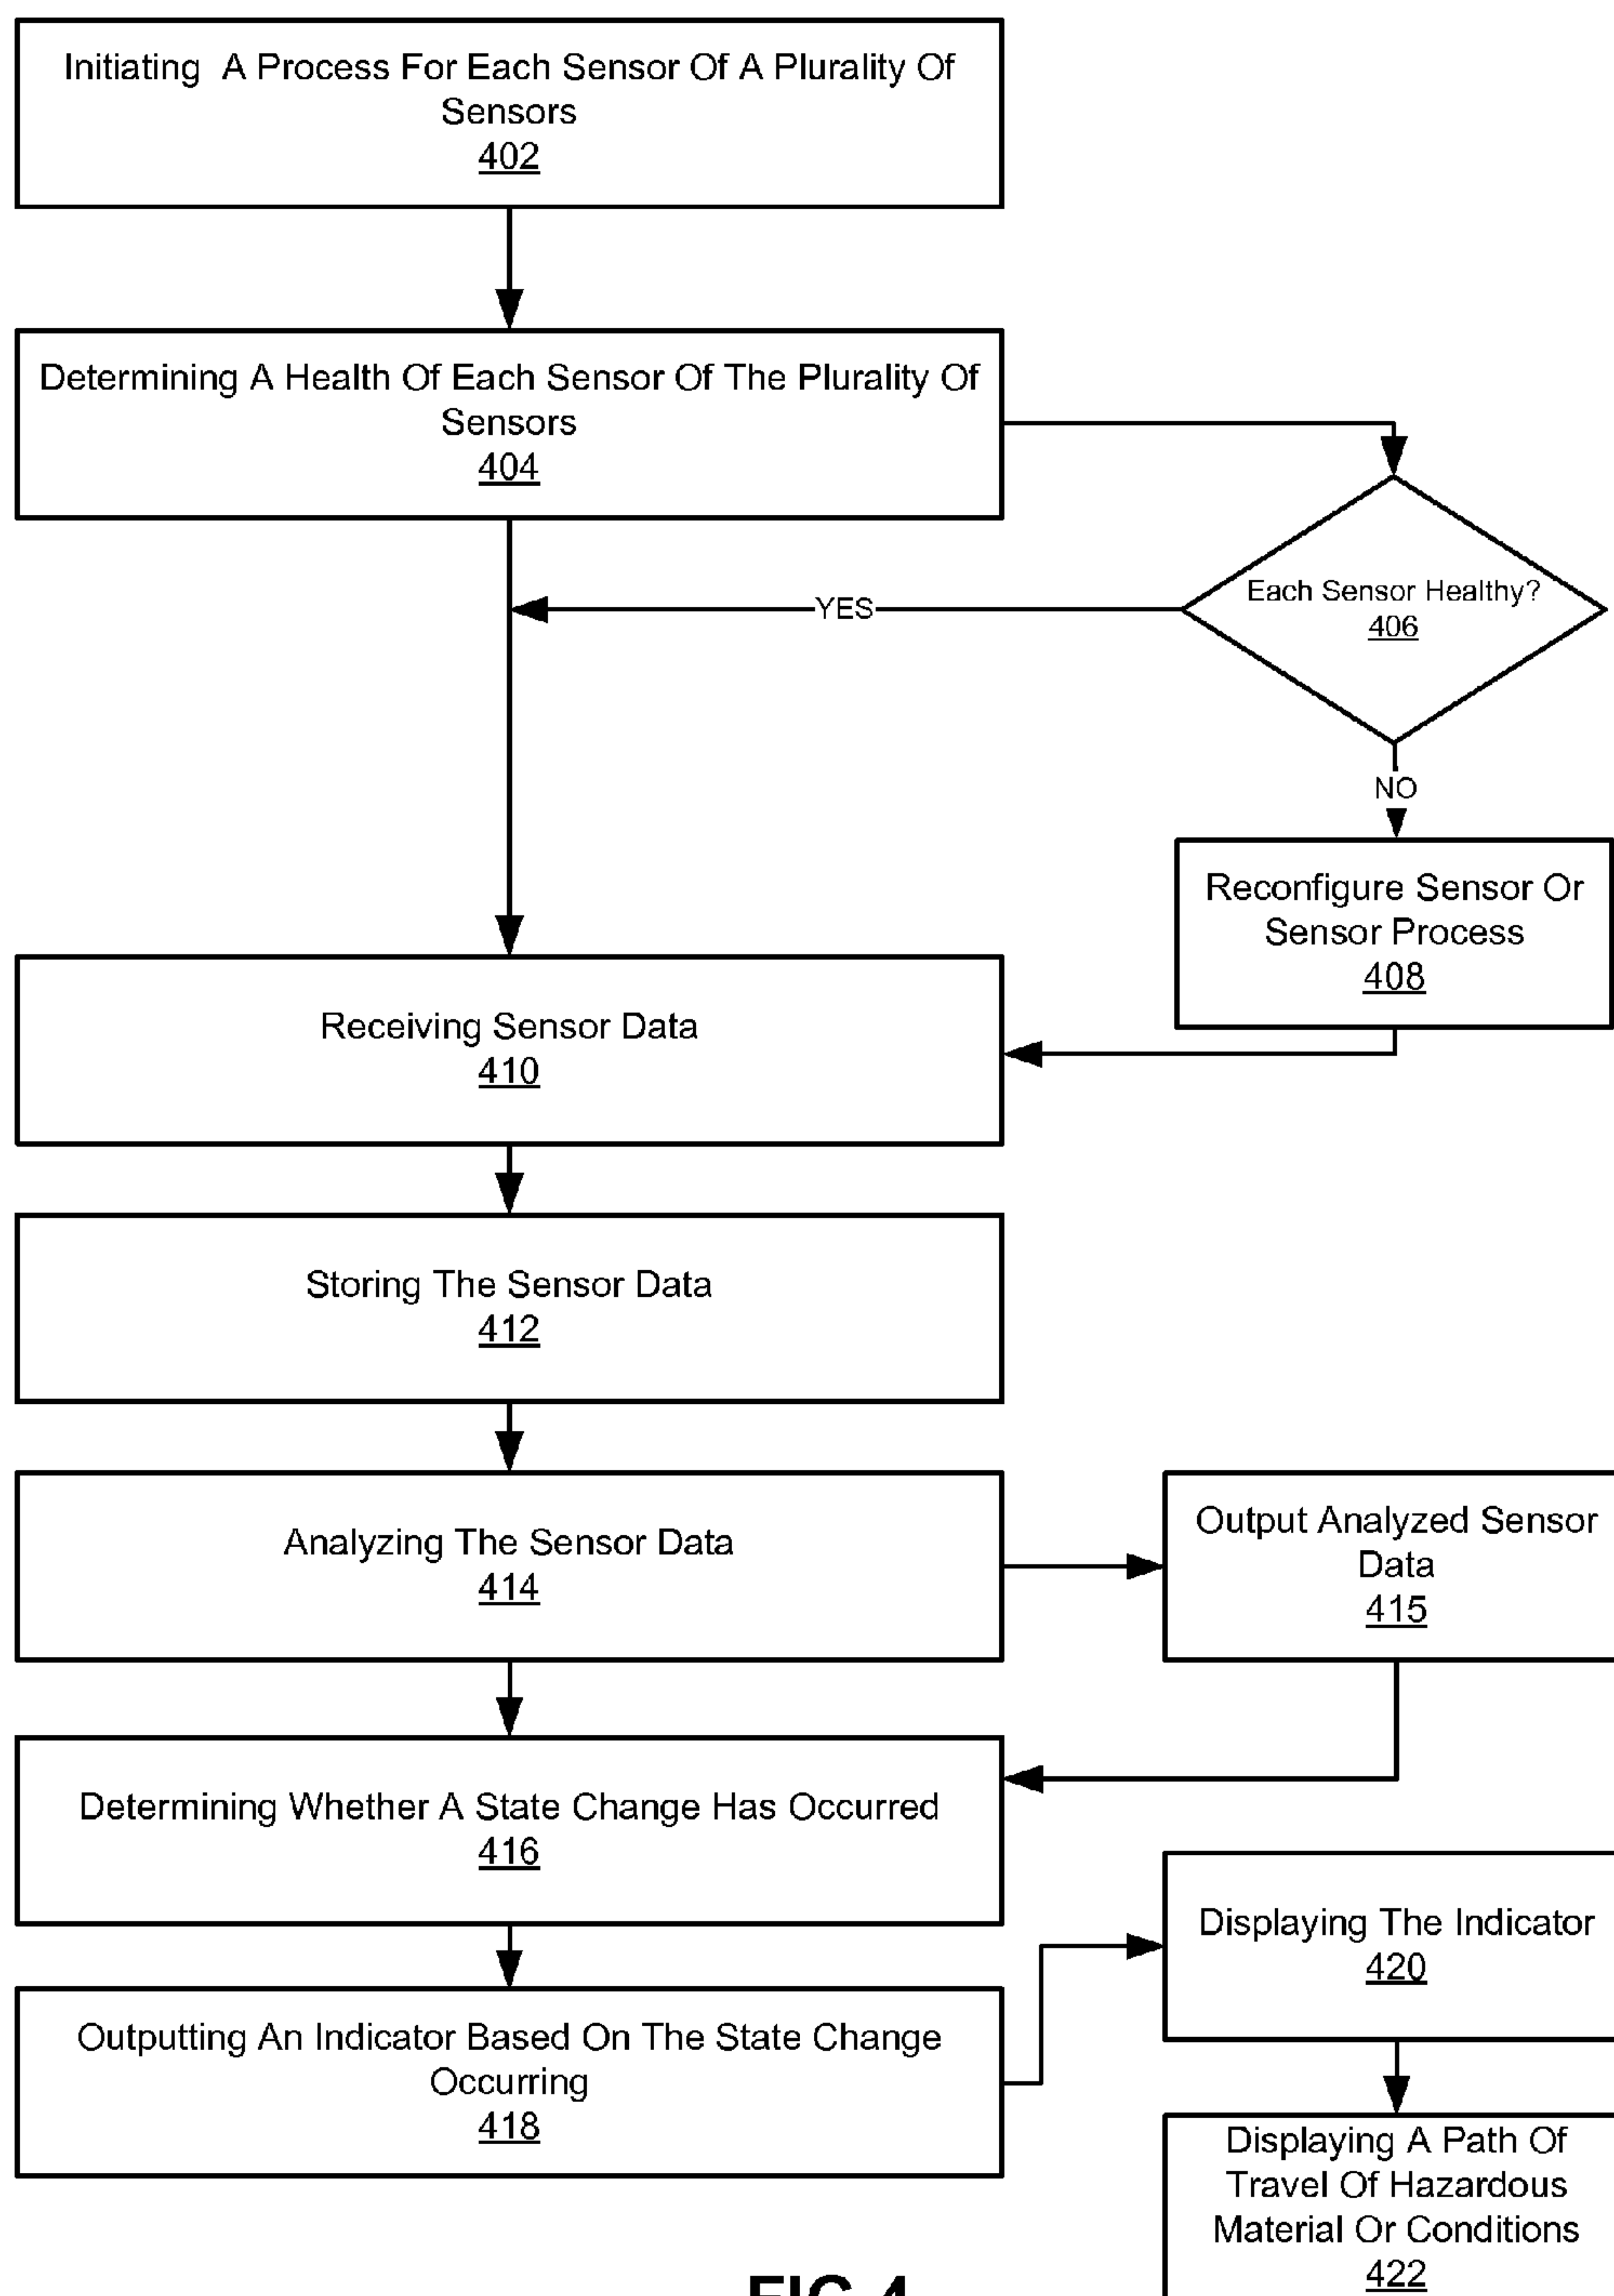 Initiating A Process For Each Sensor Of A Plurality Of
Sensors
402
Determining A Health Of Each Sensor Of The Plurality Of
Sensors
404
Each Sensor Healthy?
406
YES
NO
Reconfigure Sensor Or
Sensor Process
408
Receiving Sensor Data
410
Storing The Sensor Data
412
Analyzing The Sensor Data
414
Output Analyzed Sensor
Data
415
Determining Whether A State Change Has Occurred
416
Outputting An Indicator Based On The State Change
Occurring
418
Displaying The Indicator
420
Displaying A Path Of
Travel Of Hazardous
Material Or Conditions
422
FIG 4